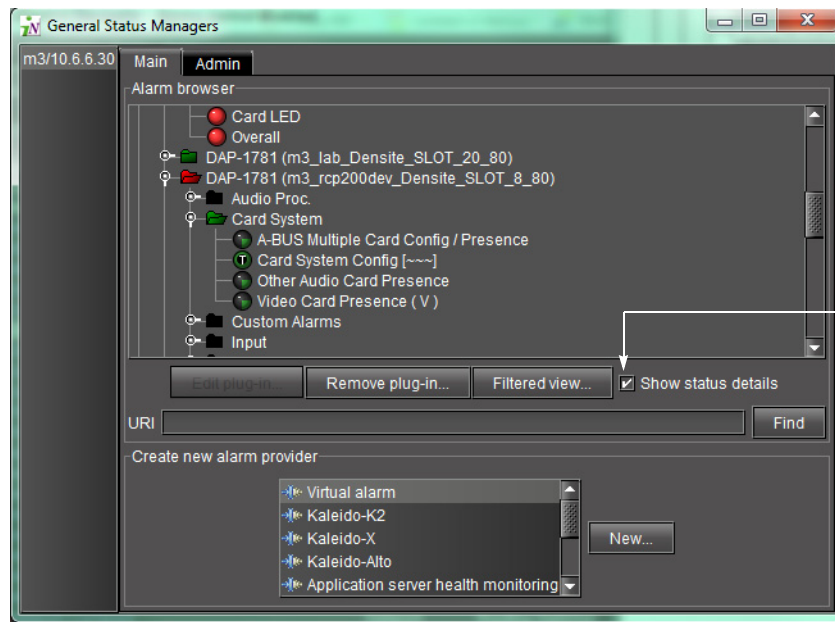 General Status Managers
m3/10.6.6.30
Main
Admin
Alarm browser
Card LED
Overall
DAP-1781 (m3_lab_Densite_SLOT_20_80)
DAP-1781 (m3_rcp200dev_Densite_SLOT_8_80)
Audio Proc.
Card System
A-BUS Multiple Card Config / Presence
T Card System Config [~~~]
Other Audio Card Presence
Video Card Presence ( V )
Custom Alarms
Input
Edit plug-in...
Remove plug-in...
Filtered view...
Show status details
URI
Find
Create new alarm provider
Virtual alarm
Kaleido-K2
Kaleido-X
Kaleido-Alto
Application server health monitoring
New...